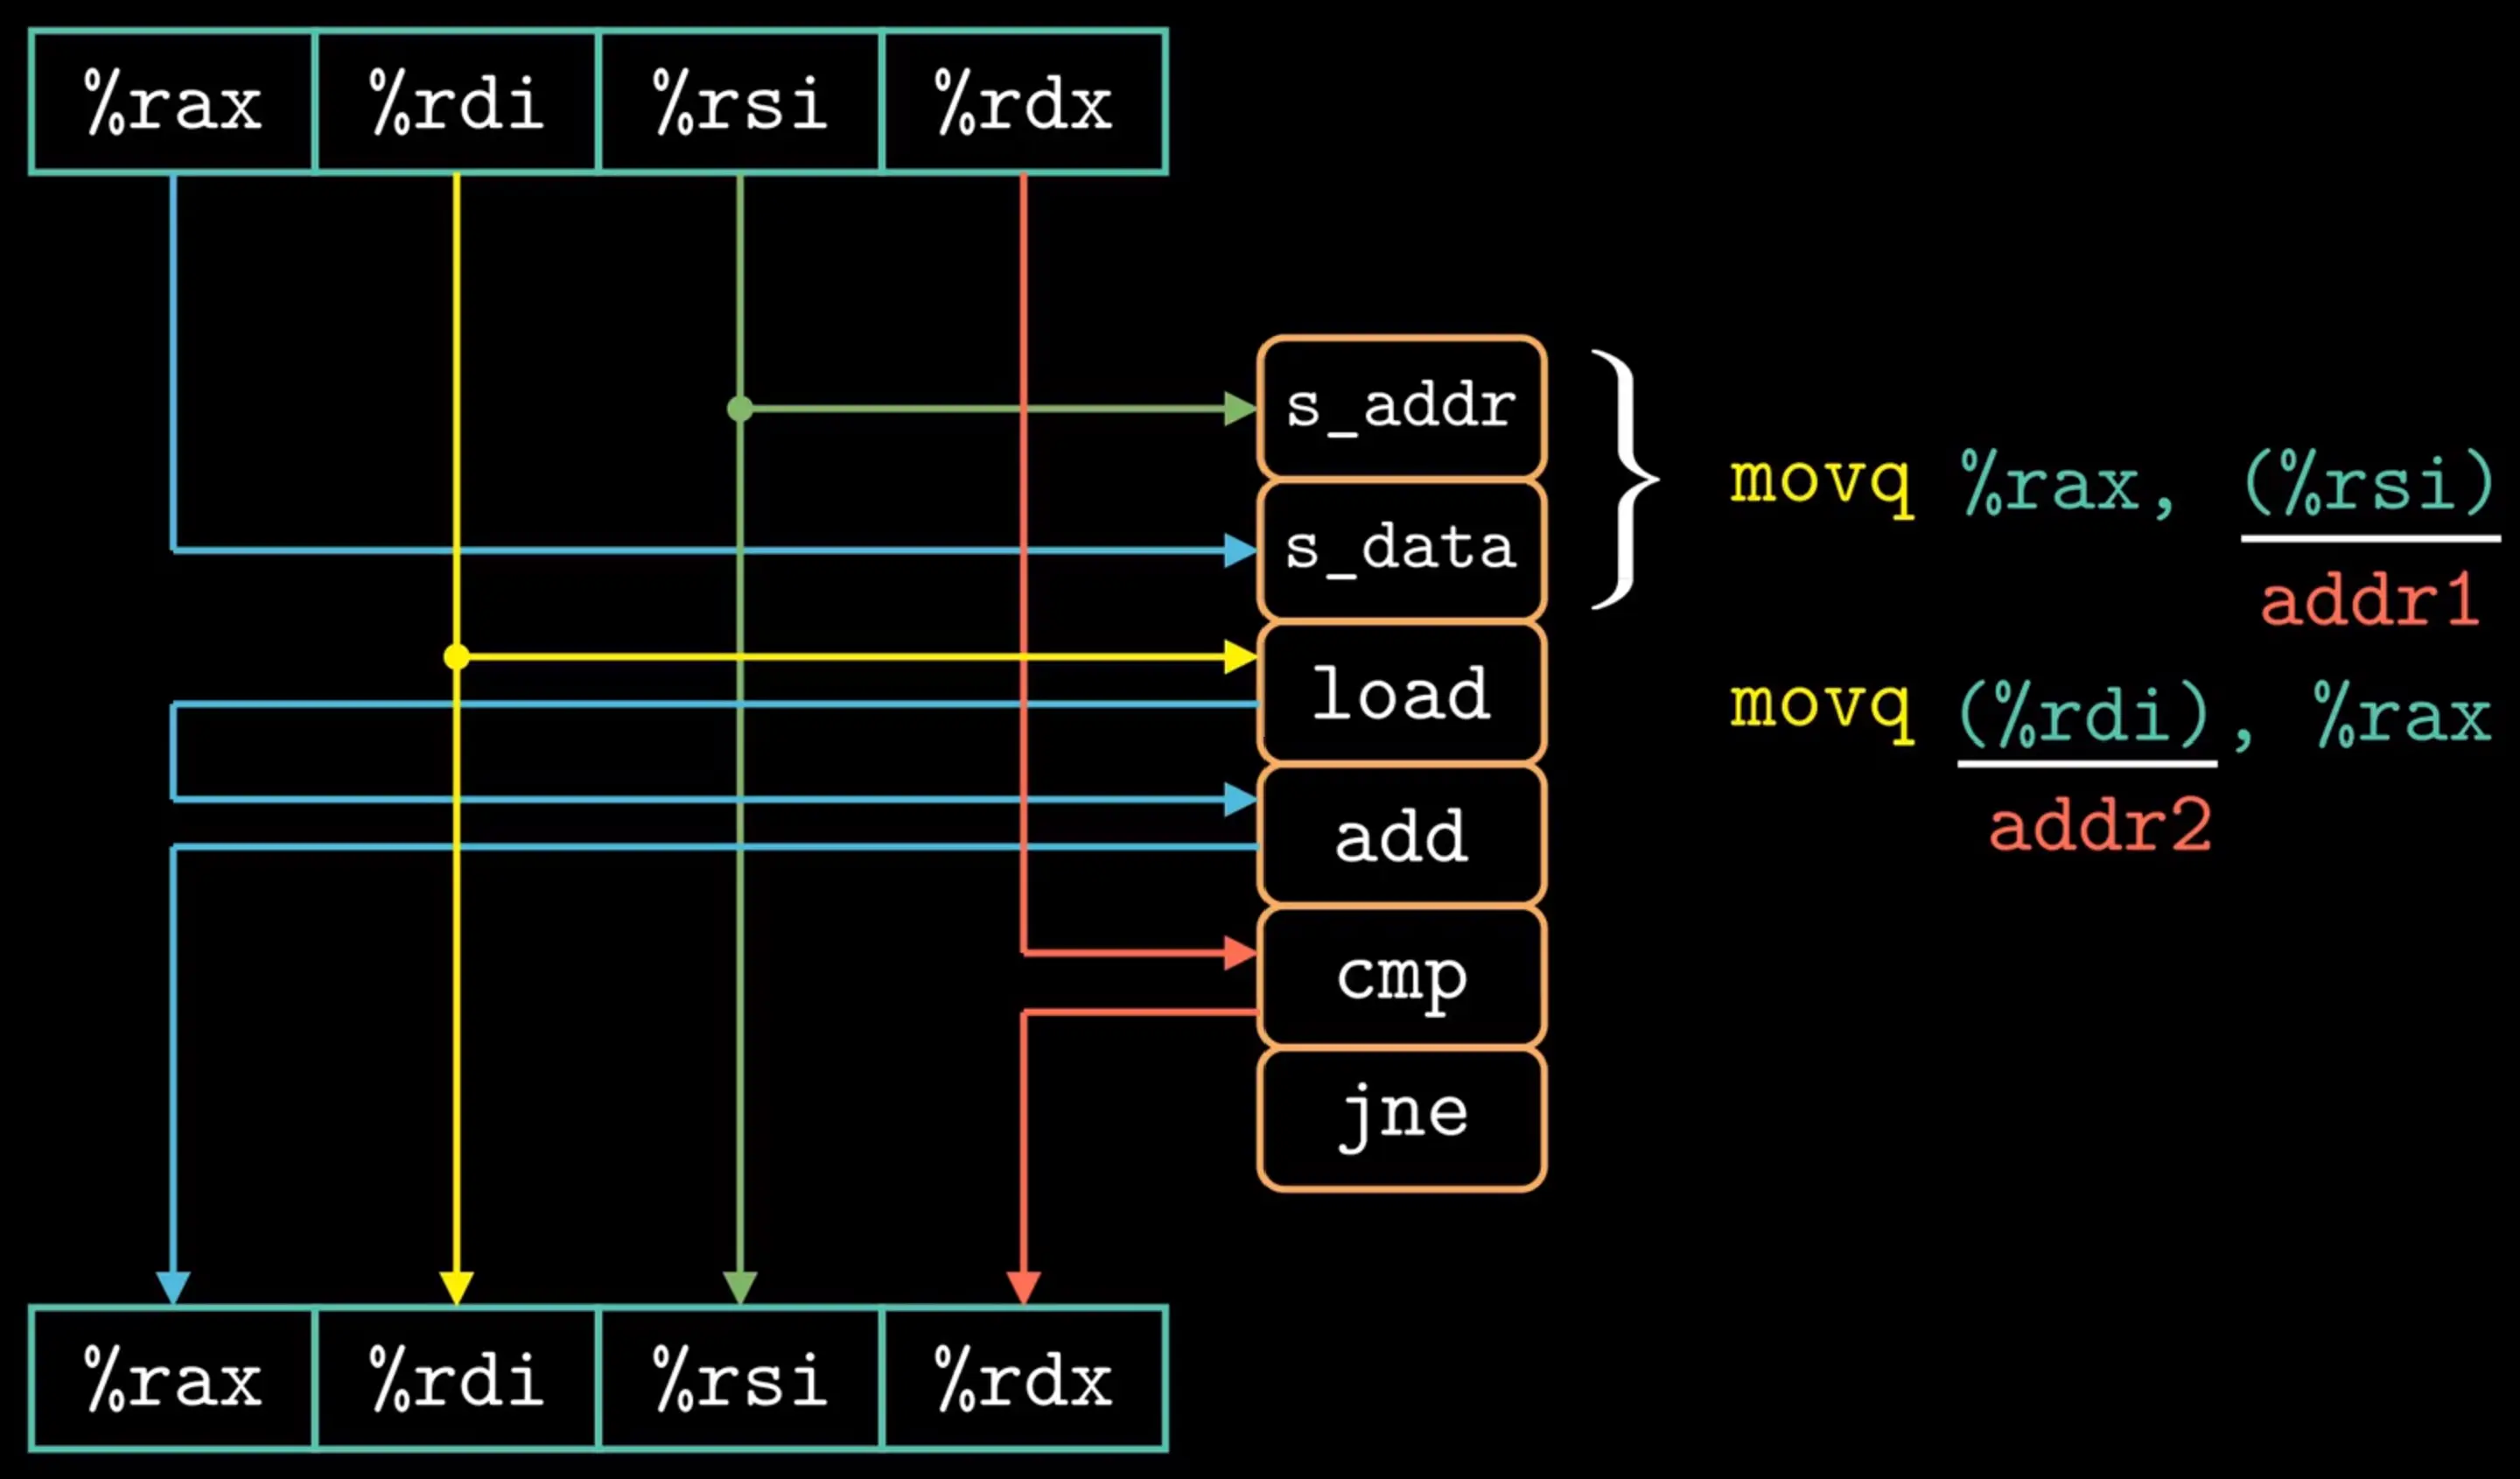 %rax %rdi %rsi %rdx
s_addr
s_data
load
add
cmp
jne
movq %rax, (%rsi)
addr1
movq (%rdi), %rax
addr2
%rax %rdi %rsi %rdx